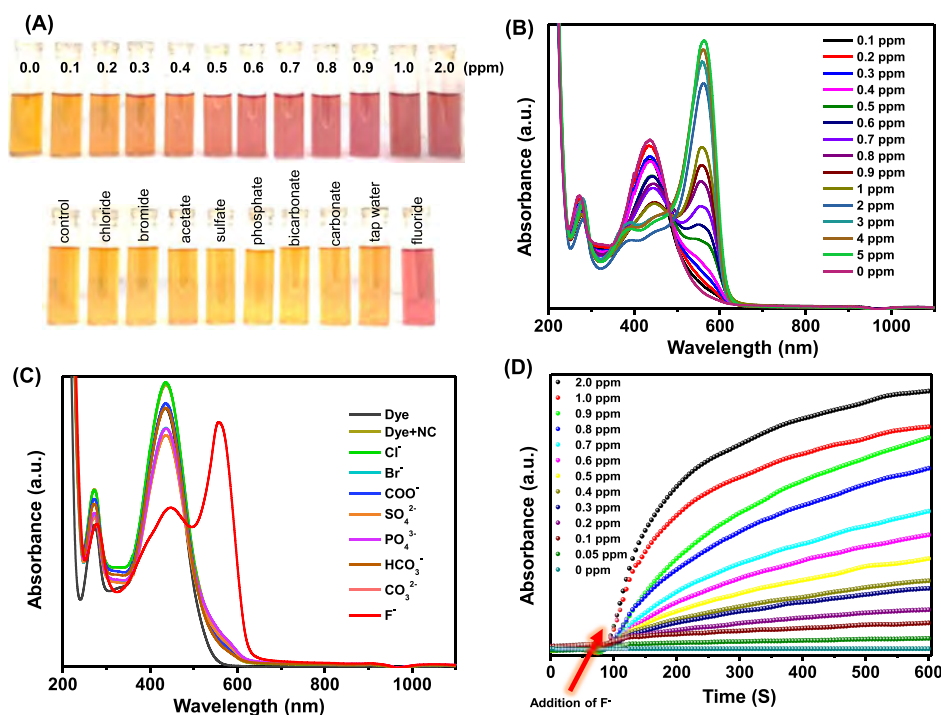 (A)
0.0 0.1 0.2 0.3 0.4 0.5 0.6 0.7 0.8 0.9 1.0 2.0 (ppm)
control
chloride
bromide
acetate
sulfate
phosphate
bicarbonate
carbonate
tap water
fluoride
(B)
Absorbance (a.u.)
0.1 ppm
0.2 ppm
0.3 ppm
0.4 ppm
0.5 ppm
0.6 ppm
0.7 ppm
0.8 ppm
0.9 ppm
1 ppm
2 ppm
3 ppm
4 ppm
5 ppm
0 ppm
200 400 600 800 1000
Wavelength (nm)
(C)
Absorbance (a.u.)
Dye
Dye+NC
Cl⁻
Br⁻
COO⁻
SO₄²⁻
PO₄³⁻
HCO₃⁻
CO₃²⁻
F⁻
200 400 600 800 1000
Wavelength (nm)
(D)
Absorbance (a.u.)
2.0 ppm
1.0 ppm
0.9 ppm
0.8 ppm
0.7 ppm
0.6 ppm
0.5 ppm
0.4 ppm
0.3 ppm
0.2 ppm
0.1 ppm
0.05 ppm
0 ppm
0 100 200 300 400 500 600
Addition of F⁻
Time (S)